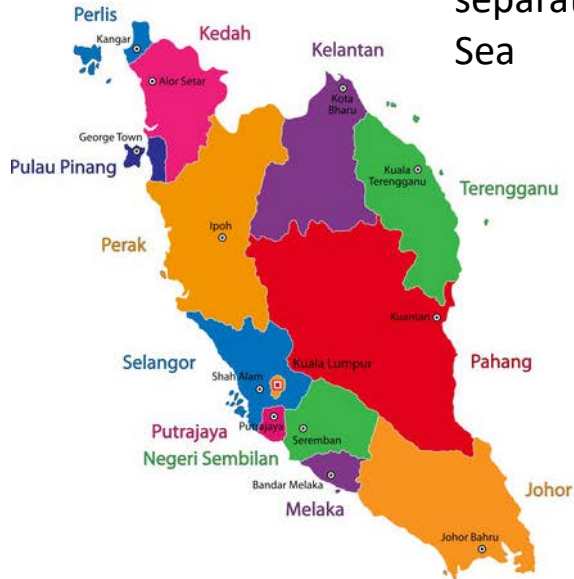 separat
Sea
Perlis
Kangar
Kedah
Alor Setar
Kelantan
Kota
Bharu
George Town
Pulau Pinang
Kuala
Terengganu
Terengganu
Ipoh
Perak
Kuantan
Selangor
Kuala Lumpur
Pahang
Shah Alam
Putrajaya
Putrajaya
Seremban
Negeri Sembilan
Bandar Melaka
Melaka
Johor
Johor Bahru